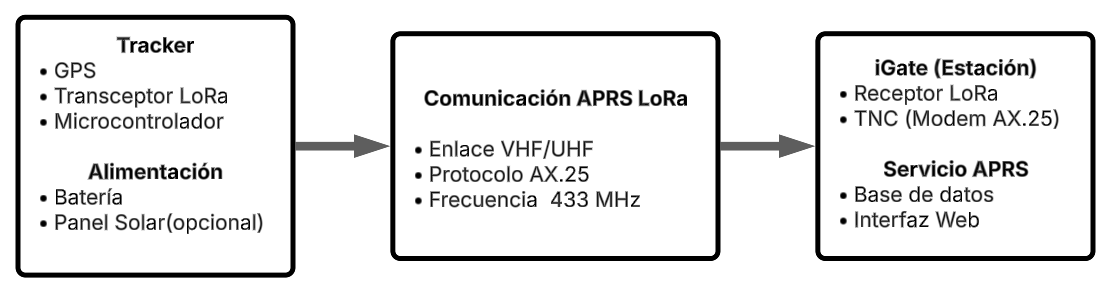 Tracker
• GPS
• Transceptor LoRa
• Microcontrolador
Alimentación
• Batería
• Panel Solar(opcional)
Comunicación APRS LoRa
• Enlace VHF/UHF
• Protocolo AX.25
• Frecuencia  433 MHz
iGate (Estación)
• Receptor LoRa
• TNC (Modem AX.25)
Servicio APRS
• Base de datos
• Interfaz Web